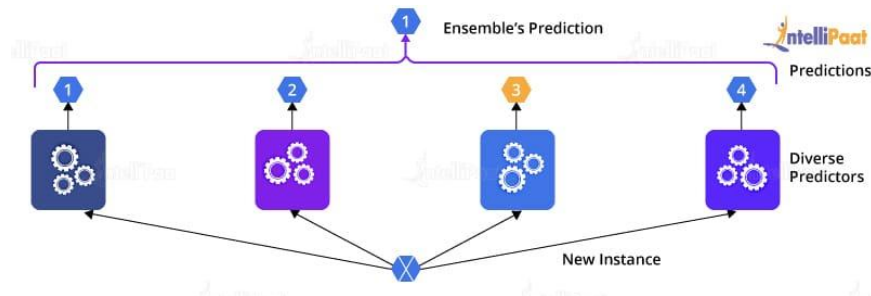 1
Ensemble's Prediction
IntelliPaat
Predictions
1
2
3
4
Diverse
Predictors
New Instance
X